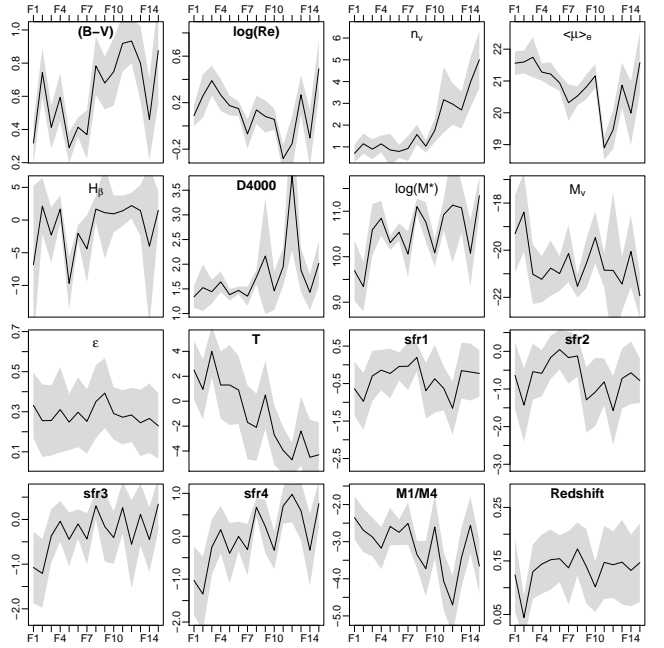 F1 F4 F7 F10 F14 F1 F4 F7 F10 F14 F1 F4 F7 F10 F14 F1 F4 F7 F10 F14
(B−V) log(Re) n_v <μ>_e
0.2 0.4 0.6 0.8 1.0
−0.2 0.2 0.6 1.0
1 2 3 4 5 6
19 20 21 22
H_β D4000 log(M*) M_v
−10 −5 0 5
1.0 1.5 2.0 2.5 3.0 3.5
9.0 10.0 11.0
−22 −20 −18
ε T sfr1 sfr2
0.1 0.3 0.5 0.7
−4 −2 0 2 4
−2.5 −1.5 −0.5 0.5
−3.0 −2.0 −1.0 0.0
sfr3 sfr4 M1/M4 Redshift
−2.0 −1.0 0.0
−2.0 −1.0 0.0 1.0
−5.0 −4.0 −3.0 −2.0
0.05 0.15 0.25
F1 F4 F7 F10 F14 F1 F4 F7 F10 F14 F1 F4 F7 F10 F14 F1 F4 F7 F10 F14